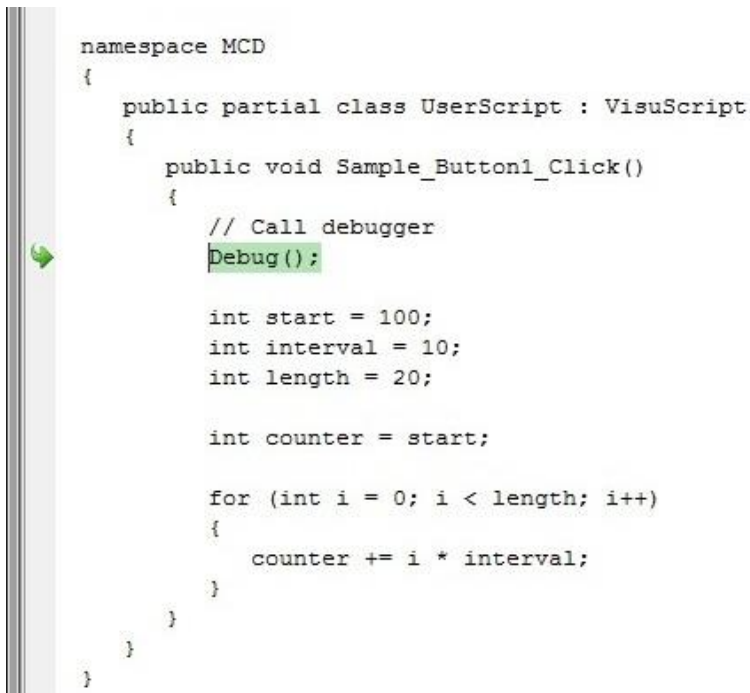 namespace MCD
{
public partial class UserScript : VisuScript
{
public void Sample_Button1_Click()
{
// Call debugger
Debug();
int start = 100;
int interval = 10;
int length = 20;
int counter = start;
for (int i = 0; i < length; i++)
{
counter += i * interval;
}
}
}
}